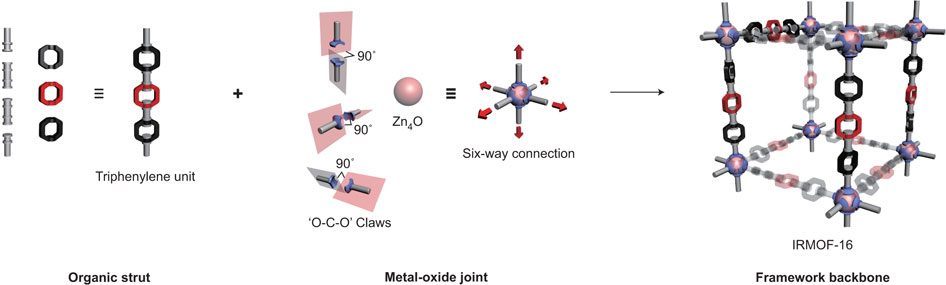 90°
90°
90°
≡
+
Zn4O
≡
Triphenylene unit
Six-way connection
'O-C-O' Claws
IRMOF-16
Organic strut
Metal-oxide joint
Framework backbone